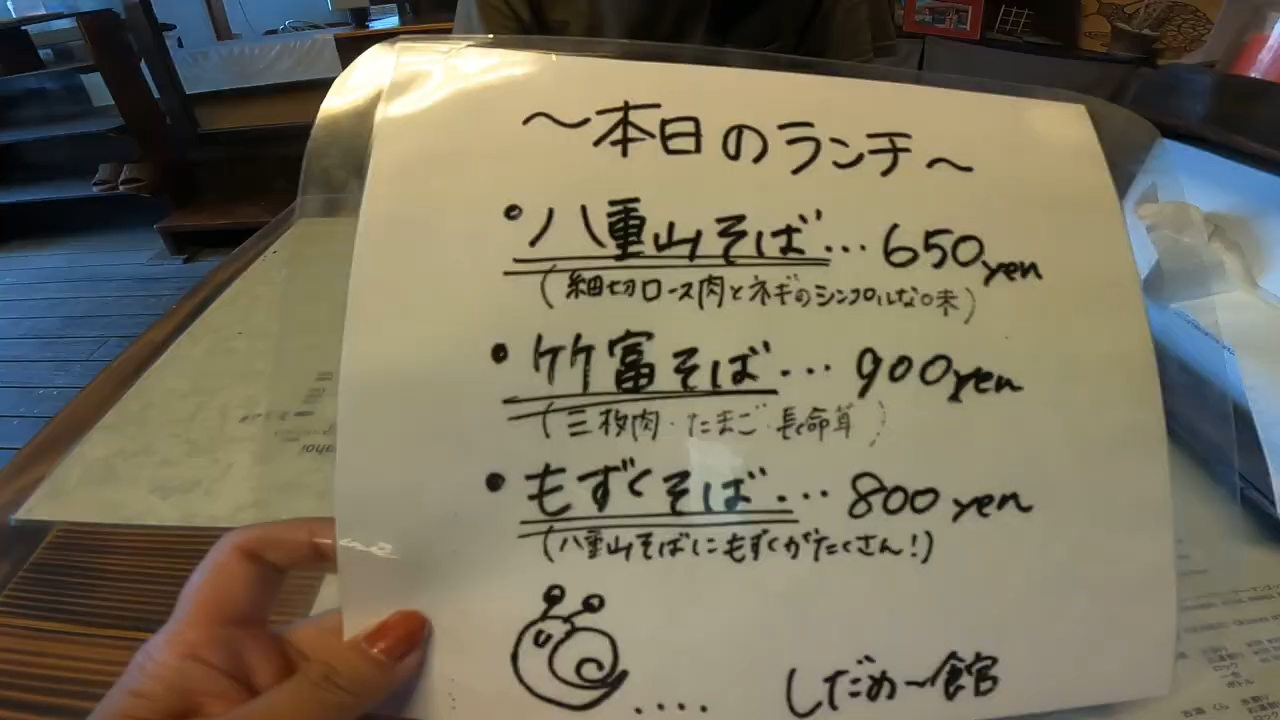 ～本日のランチ～
・八重山そば…650yen
(細切ロース肉とネギのシンプルな味)
・竹富そば…900yen
(三枚肉・たまご・長命草)
・もずくそば…800yen
(八重山そばにもずくがたくさん!)
....しだめ～館